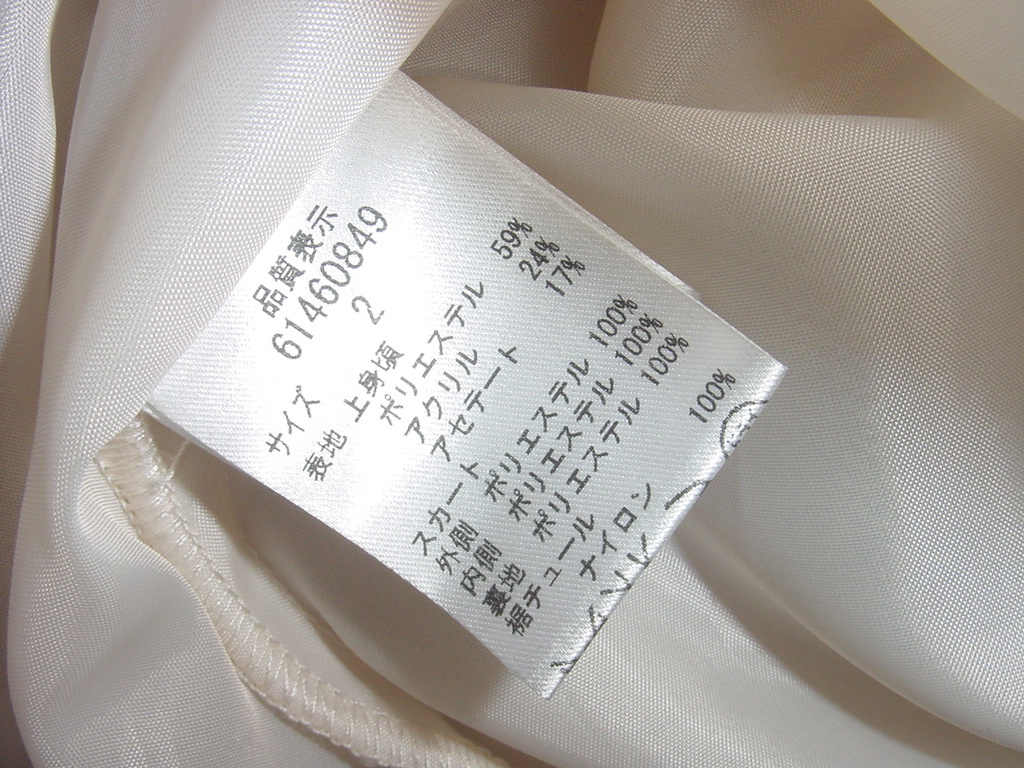 品質表示
61460849
サイズ 2
表地 上身頃
ポリエステル 59%
アクリル 24%
アセテート 17%
スカート
外側 ポリエステル 100%
内側 ポリエステル 100%
裏地 ポリエステル 100%
裾チュール
ナイロン 100%